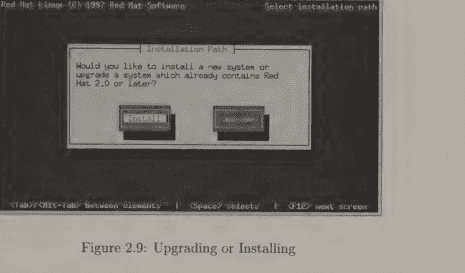 Red Hat Linux (C) 1997 Red Hat Software Select installation path
Installation Path
Would you like to install a new system or
upgrade a system which already contains Red
Hat 2.0 or later?
Install
<Tab>/<Alt-Tab> between elements | <Space> selects | <F12> next screen
Figure 2.9: Upgrading or Installing